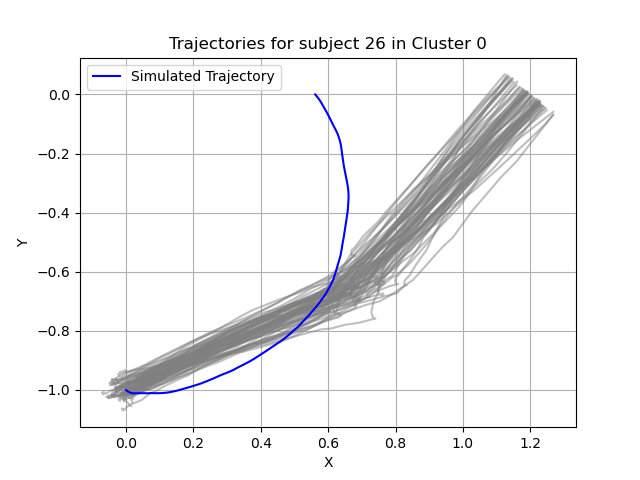 Trajectories for subject 26 in Cluster 0
Simulated Trajectory
0.0
−0.2
−0.4
−0.6
−0.8
−1.0
Y
0.0 0.2 0.4 0.6 0.8 1.0 1.2
X